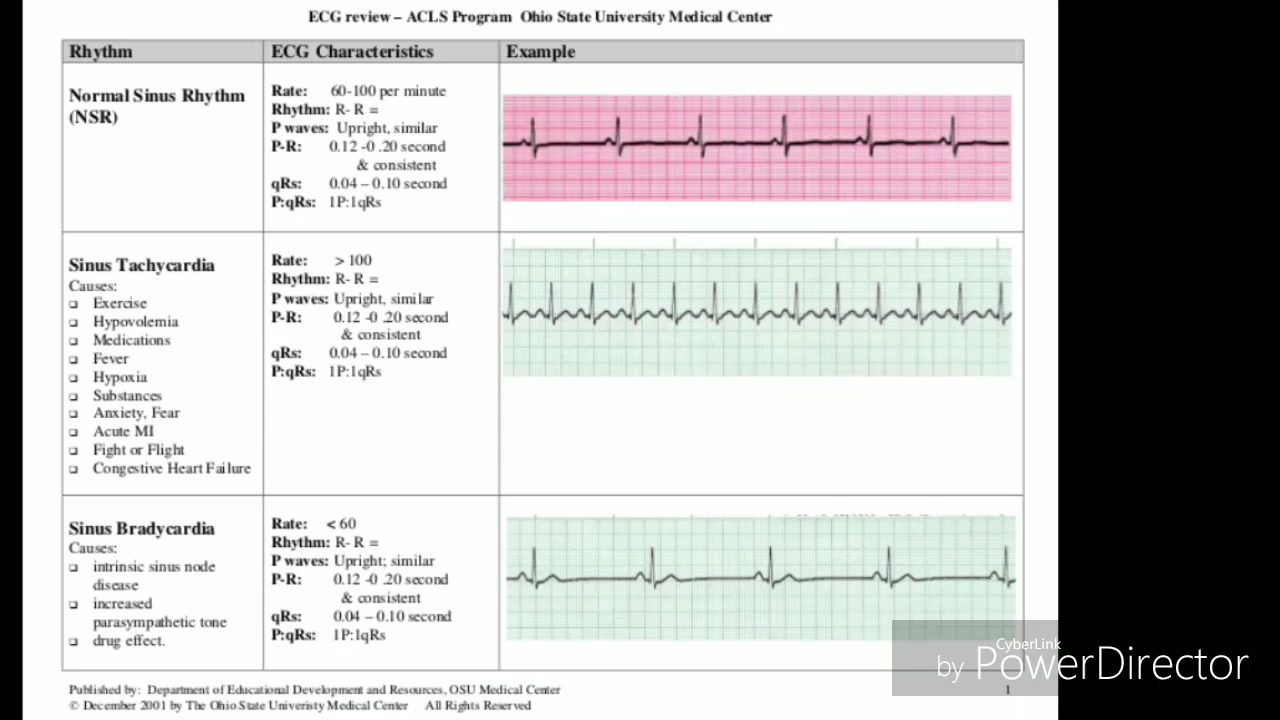 ECG review – ACLS Program Ohio State University Medical Center
Rhythm
ECG Characteristics
Example
Normal Sinus Rhythm
(NSR)
Rate: 60-100 per minute
Rhythm: R- R =
P waves: Upright, similar
P-R: 0.12 -0 .20 second
& consistent
qRs: 0.04 – 0.10 second
P:qRs: 1P:1qRs
Sinus Tachycardia
Causes:
❑ Exercise
❑ Hypovolemia
❑ Medications
❑ Fever
❑ Hypoxia
❑ Substances
❑ Anxiety, Fear
❑ Acute MI
❑ Fight or Flight
❑ Congestive Heart Failure
Rate: > 100
Rhythm: R- R =
P waves: Upright, similar
P-R: 0.12 -0 .20 second
& consistent
qRs: 0.04 – 0.10 second
P:qRs: 1P:1qRs
Sinus Bradycardia
Causes:
❑ intrinsic sinus node
disease
❑ increased
parasympathetic tone
❑ drug effect.
Rate: < 60
Rhythm: R- R =
P waves: Upright; similar
P-R: 0.12 -0 .20 second
& consistent
qRs: 0.04 – 0.10 second
P:qRs: 1P:1qRs
Published by: Department of Educational Development and Resources, OSU Medical Center
1
© December 2001 by The Ohio State Univeristy Medical Center All Rights Reserved
CyberLink
by PowerDirector